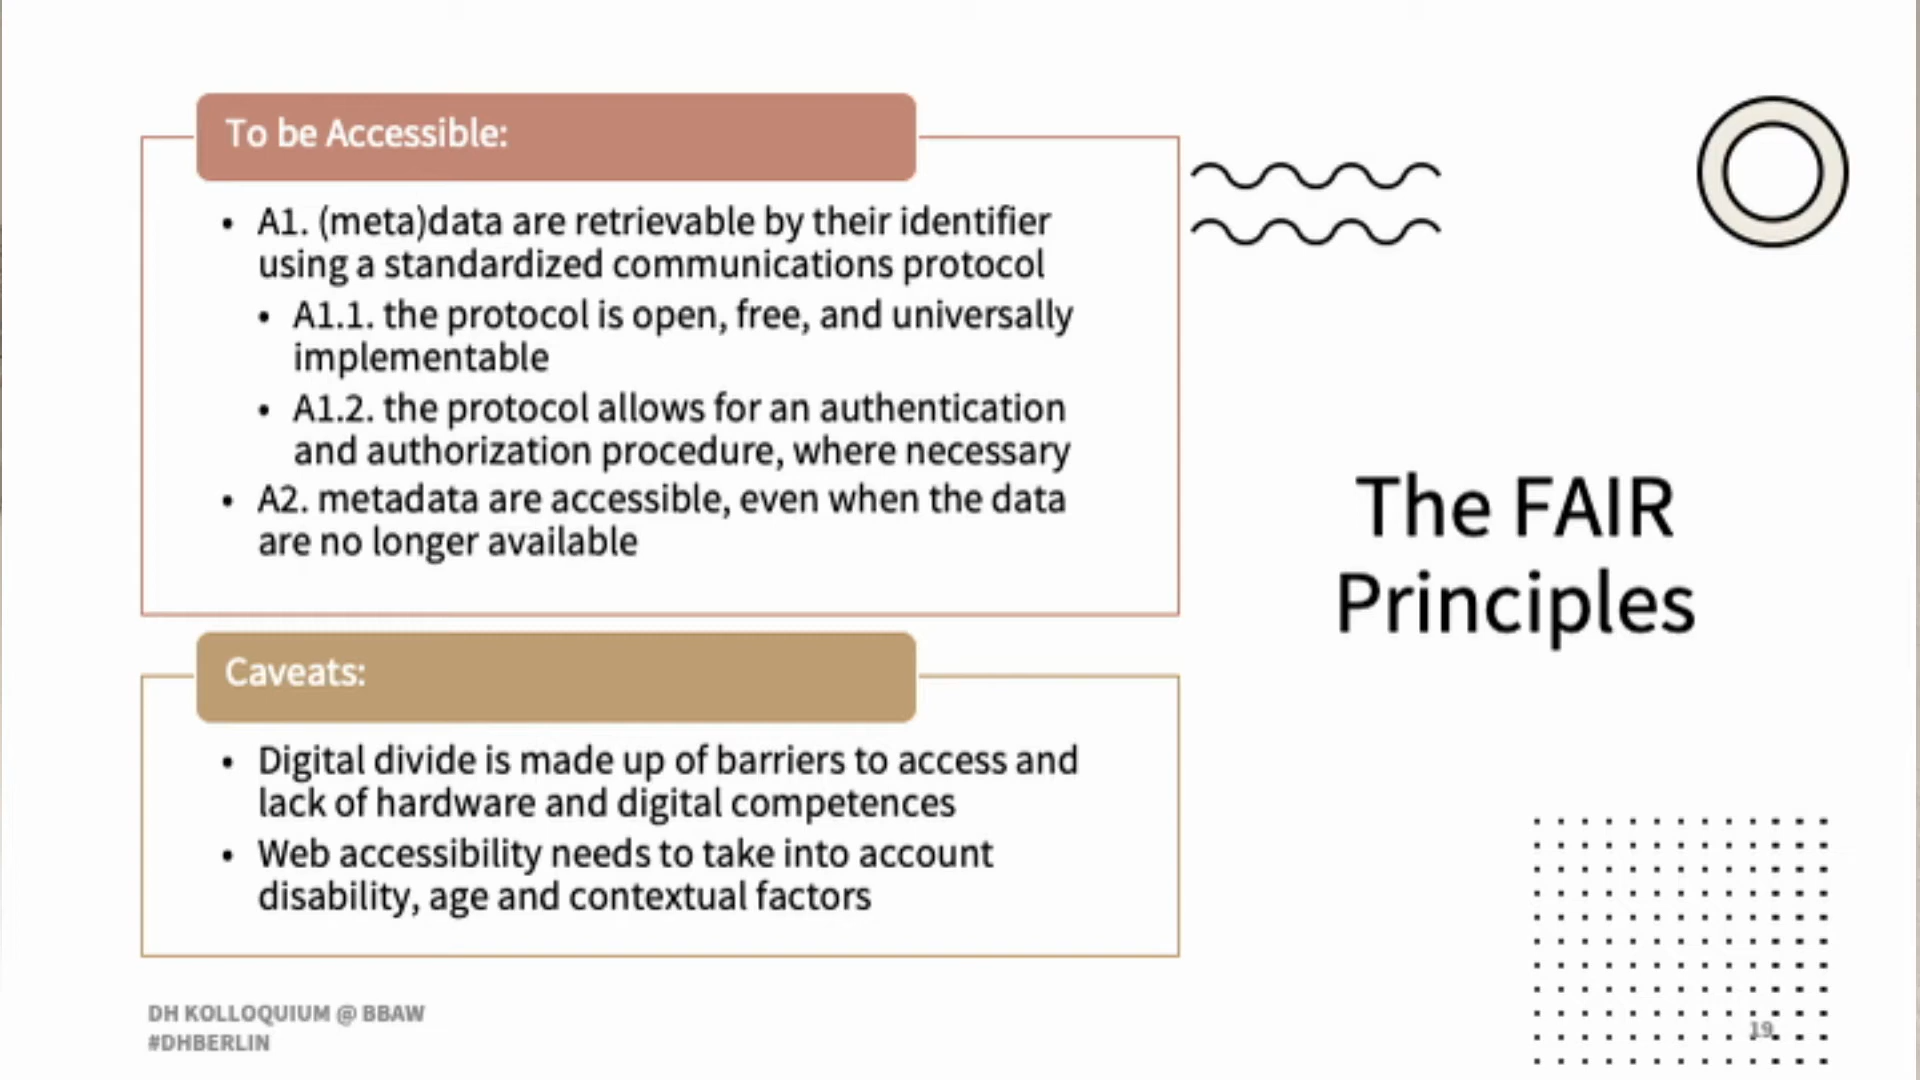 To be Accessible:
• A1. (meta)data are retrievable by their identifier
using a standardized communications protocol
• A1.1. the protocol is open, free, and universally
implementable
• A1.2. the protocol allows for an authentication
and authorization procedure, where necessary
• A2. metadata are accessible, even when the data
are no longer available
Caveats:
• Digital divide is made up of barriers to access and
lack of hardware and digital competences
• Web accessibility needs to take into account
disability, age and contextual factors
The FAIR
Principles
DH KOLLOQUIUM @ BBAW
#DHBERLIN
19